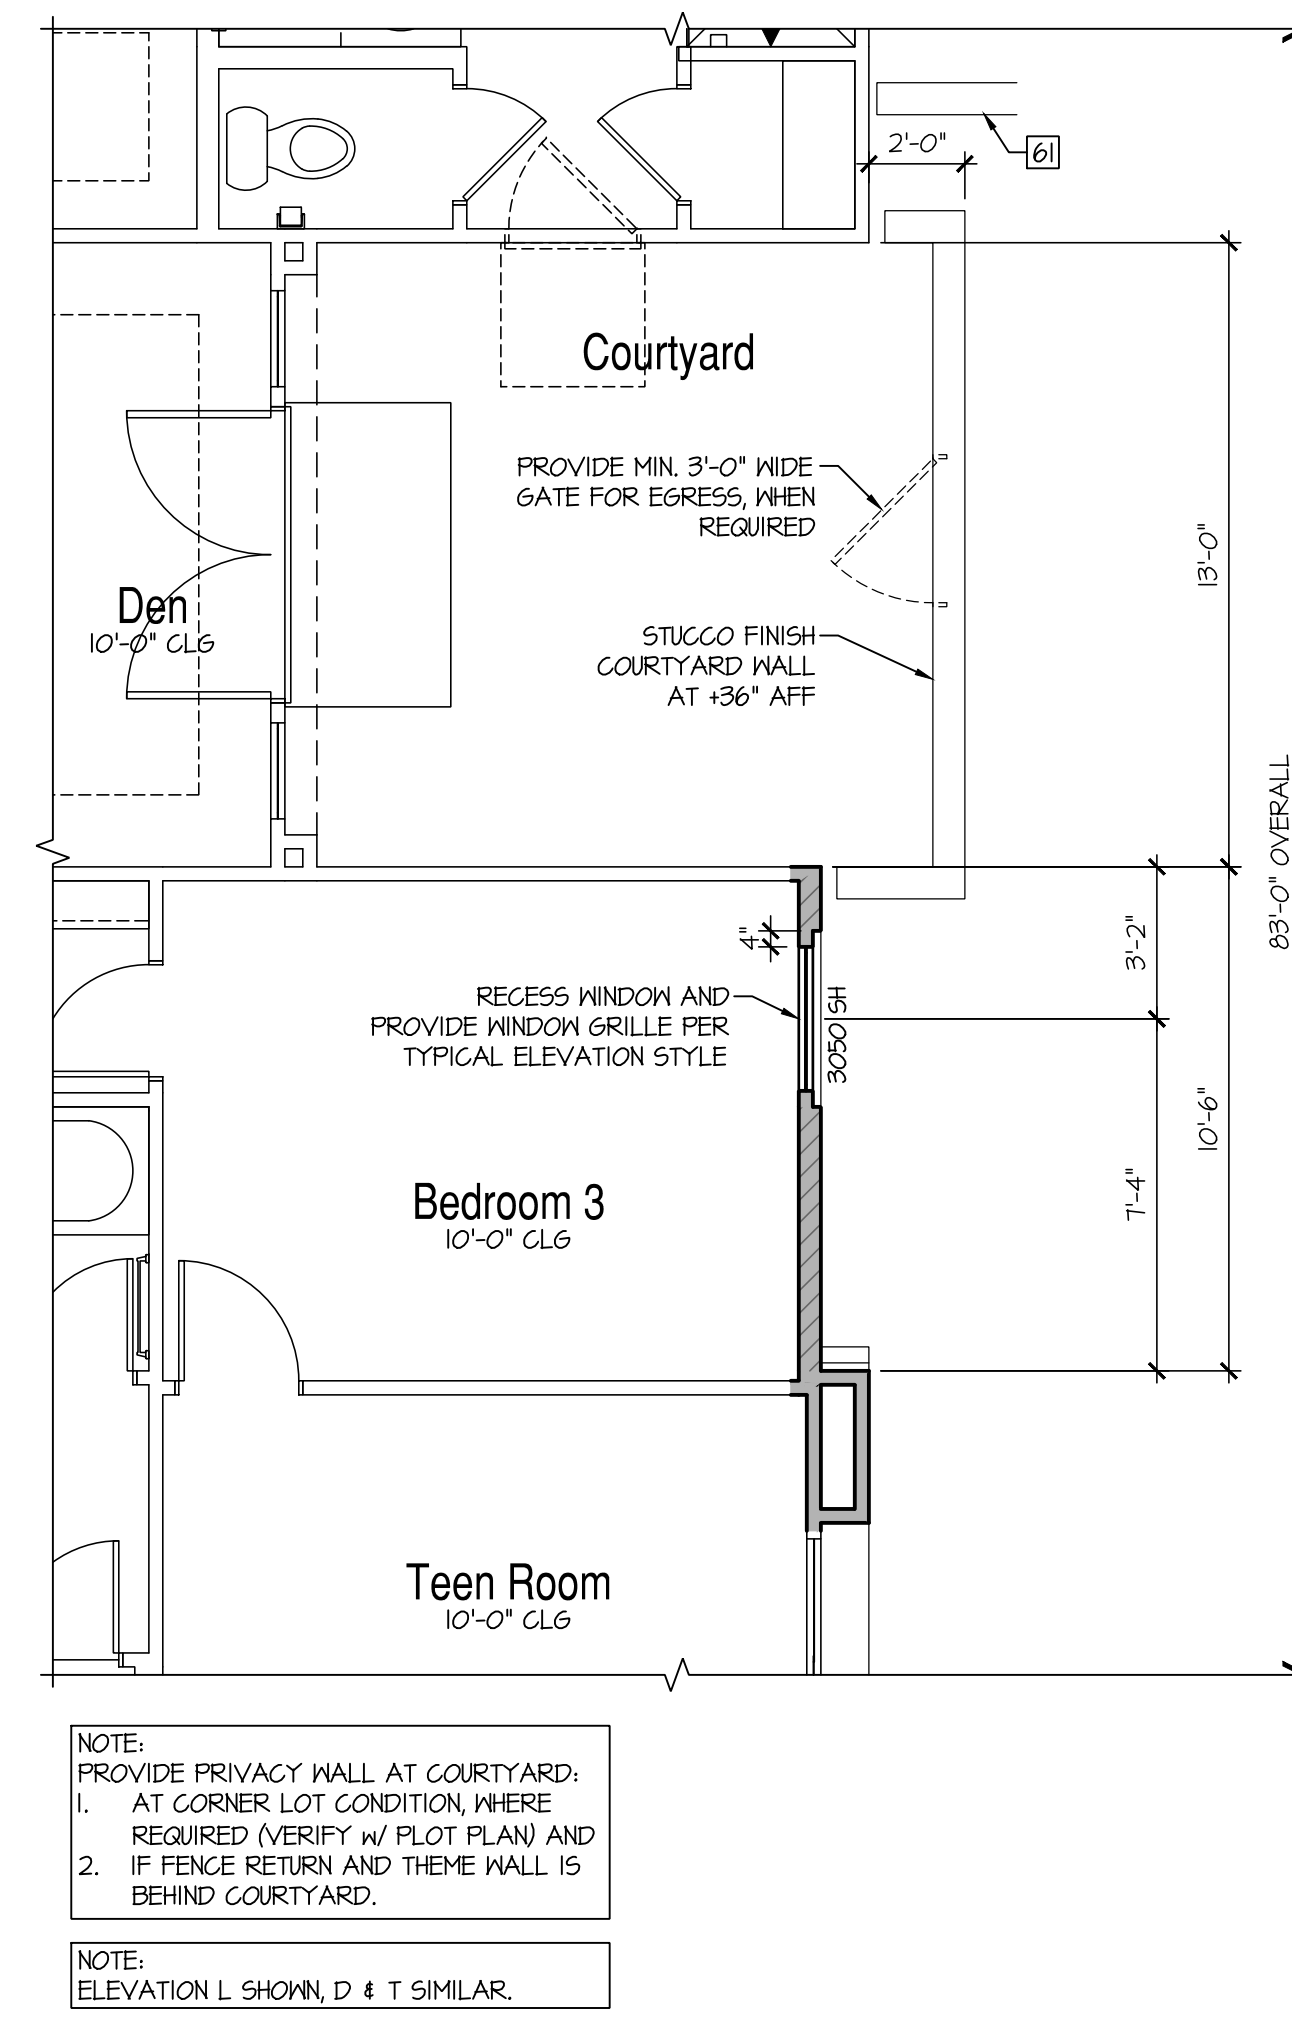 2'-0"
61
Courtyard
PROVIDE MIN. 3'-0" WIDE
GATE FOR EGRESS, WHEN
REQUIRED
13'-0"
Den
10'-0" CLG
STUCCO FINISH
COURTYARD WALL
AT +36" AFF
83'-0" OVERALL
4"
3'-2"
RECESS WINDOW AND
PROVIDE WINDOW GRILLE PER
TYPICAL ELEVATION STYLE
3050 SH
10'-6"
7'-4"
Bedroom 3
10'-0" CLG
Teen Room
10'-0" CLG
NOTE:
PROVIDE PRIVACY WALL AT COURTYARD:
1. AT CORNER LOT CONDITION, WHERE
REQUIRED (VERIFY w/ PLOT PLAN) AND
2. IF FENCE RETURN AND THEME WALL IS
BEHIND COURTYARD.
NOTE:
ELEVATION L SHOWN, D & T SIMILAR.